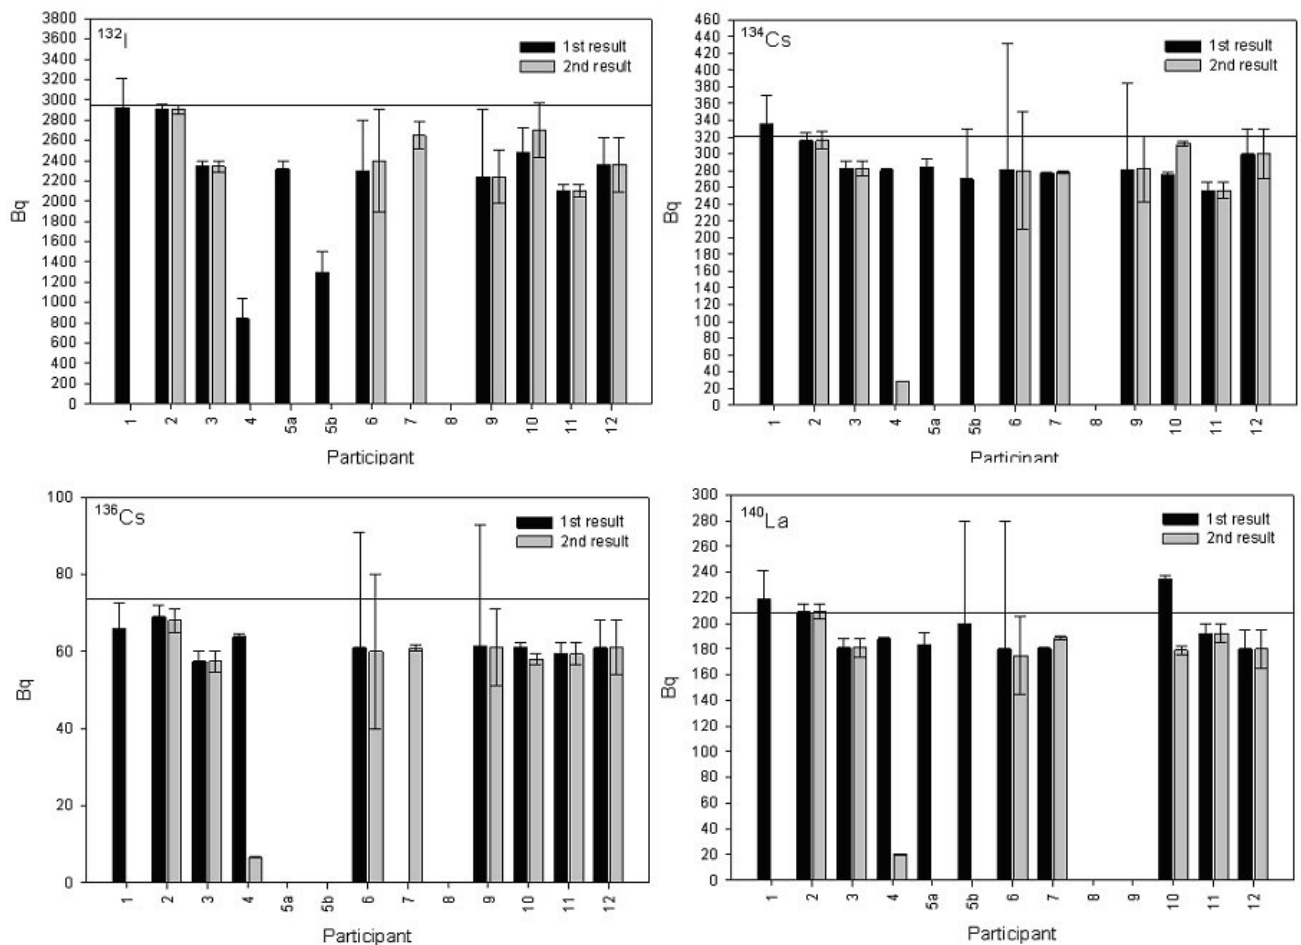 3800
3600
3400
3200
3000
2800
2600
2400
2200
2000
1800
1600
1400
1200
1000
800
600
400
200
0
Bq
¹³²I
1st result
2nd result
1 2 3 4 5a 5b 6 7 8 9 10 11 12
Participant
460
440
420
400
380
360
340
320
300
280
260
240
220
200
180
160
140
120
100
80
60
40
20
0
Bq
¹³⁴Cs
1st result
2nd result
1 2 3 4 5a 5b 6 7 8 9 10 11 12
Participant
100
80
60
40
20
0
Bq
¹³⁶Cs
1st result
2nd result
1 2 3 4 5a 5b 6 7 8 9 10 11 12
Participant
300
280
260
240
220
200
180
160
140
120
100
80
60
40
20
0
Bq
¹⁴⁰La
1st result
2nd result
1 2 3 4 5a 5b 6 7 8 9 10 11 12
Participant